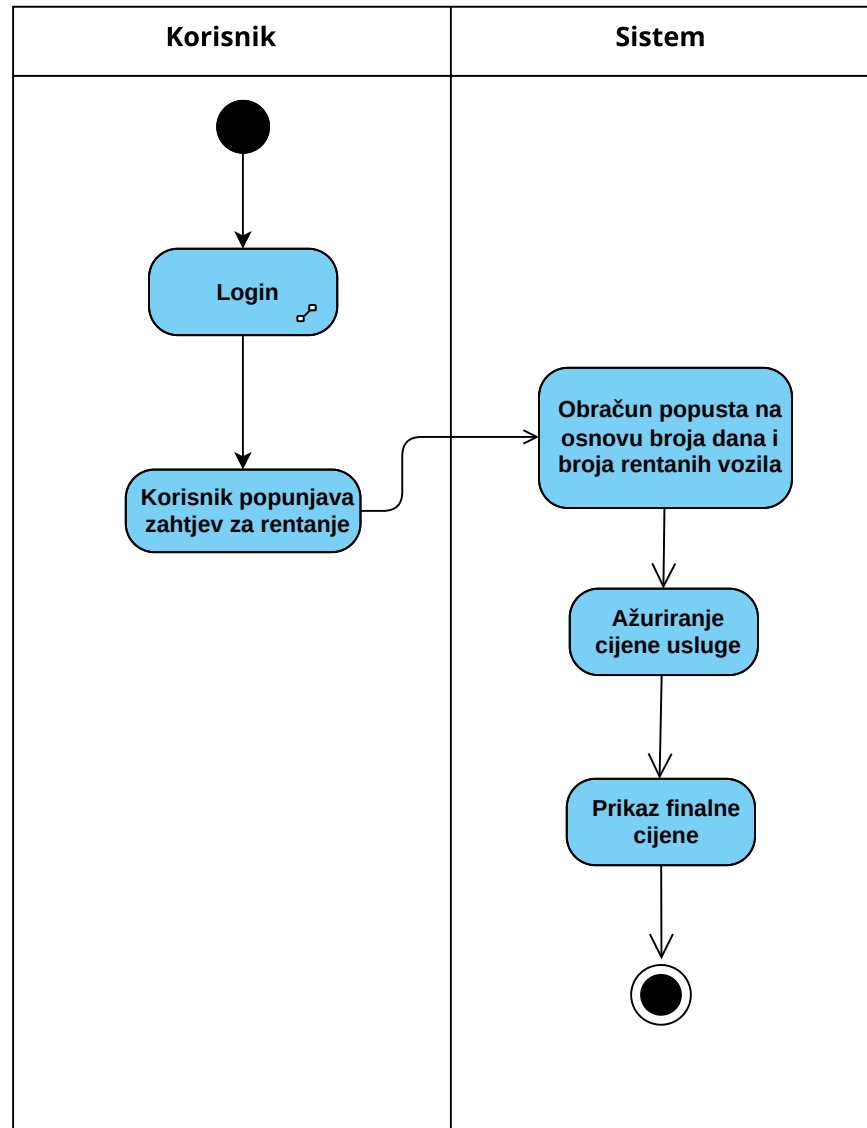 Korisnik
Sistem
Login
Korisnik popunjava
zahtjev za rentanje
Obračun popusta na
osnovu broja dana i
broja rentanih vozila
Ažuriranje
cijene usluge
Prikaz finalne
cijene